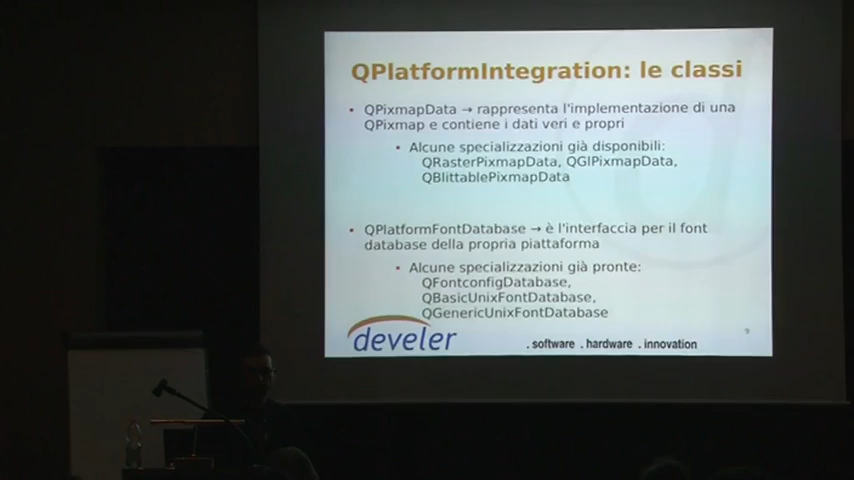 QPlatformIntegration: le classi
• QPixmapData → rappresenta l'implementazione di una
QPixmap e contiene i dati veri e propri
• Alcune specializzazioni già disponibili:
QRasterPixmapData, QGlPixmapData,
QBlittablePixmapData
• QPlatformFontDatabase → è l'interfaccia per il font
database della propria piattaforma
• Alcune specializzazioni già pronte:
QFontconfigDatabase,
QBasicUnixFontDatabase,
QGenericUnixFontDatabase
9
develer
. software . hardware . innovation